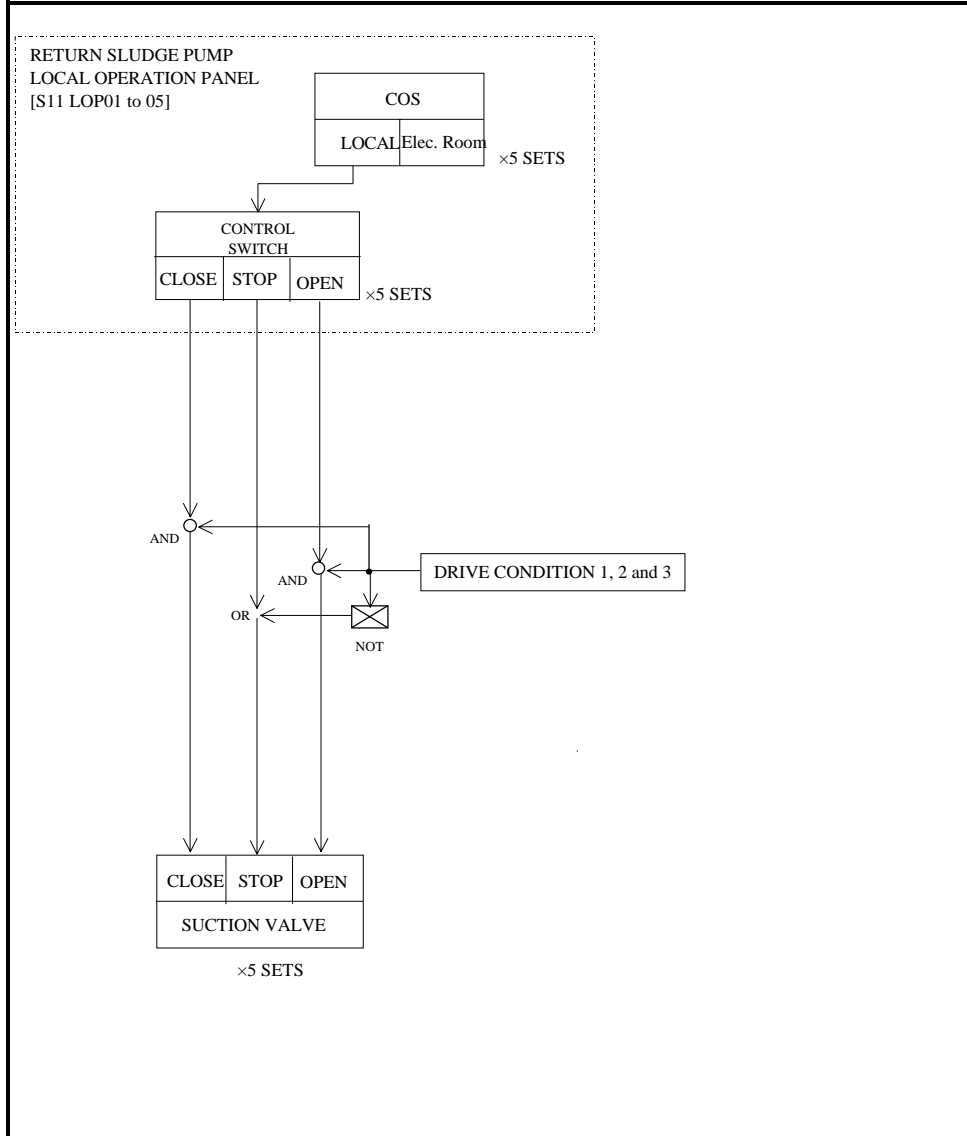 RETURN SLUDGE PUMP
LOCAL OPERATION PANEL
[S11 LOP01 to 05]
COS
LOCAL Elec. Room
×5 SETS
CONTROL
SWITCH
CLOSE STOP OPEN
×5 SETS
AND
AND
DRIVE CONDITION 1, 2 and 3
OR
NOT
CLOSE STOP OPEN
SUCTION VALVE
×5 SETS